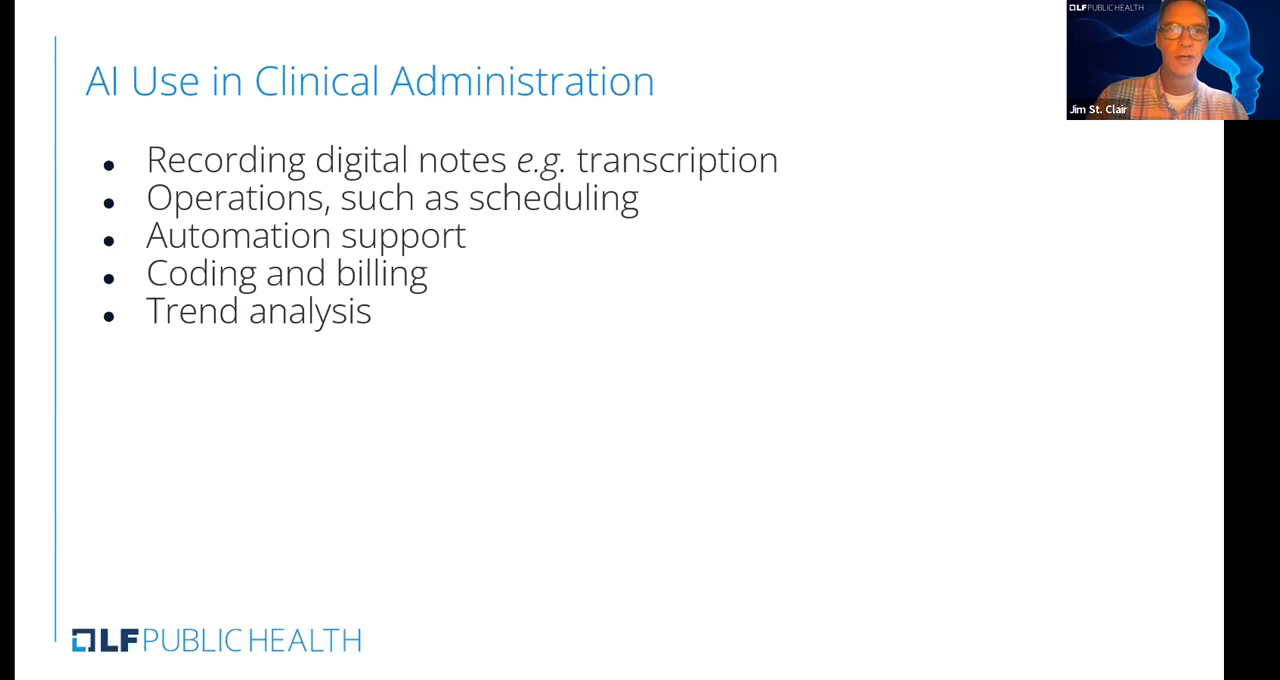 AI Use in Clinical Administration
● Recording digital notes e.g. transcription
● Operations, such as scheduling
● Automation support
● Coding and billing
● Trend analysis
LF PUBLIC HEALTH
LF PUBLIC HEALTH
Jim St. Clair